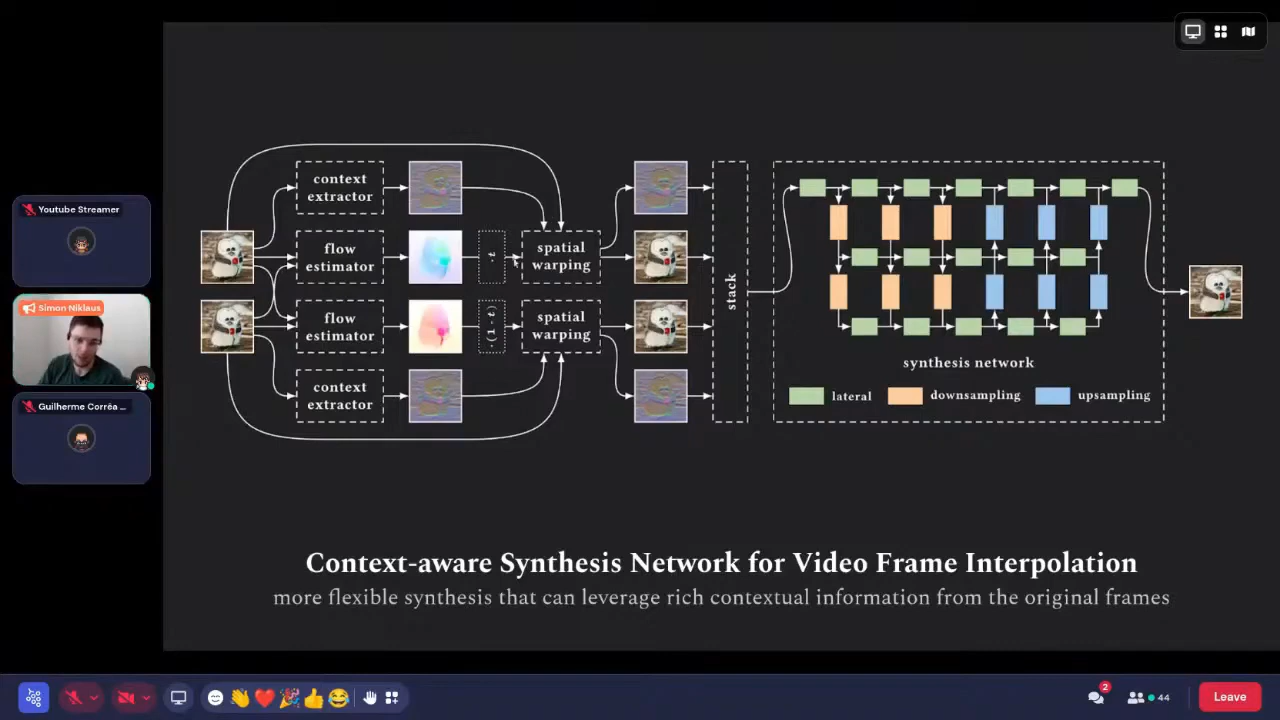 Youtube Streamer
Simon Niklaus
Guilherme Corrêa ...
context
extractor
flow
estimator
flow
estimator
context
extractor
· t
· (1 - t)
spatial
warping
spatial
warping
stack
synthesis network
lateral
downsampling
upsampling
Context-aware Synthesis Network for Video Frame Interpolation
more flexible synthesis that can leverage rich contextual information from the original frames
2
44
Leave